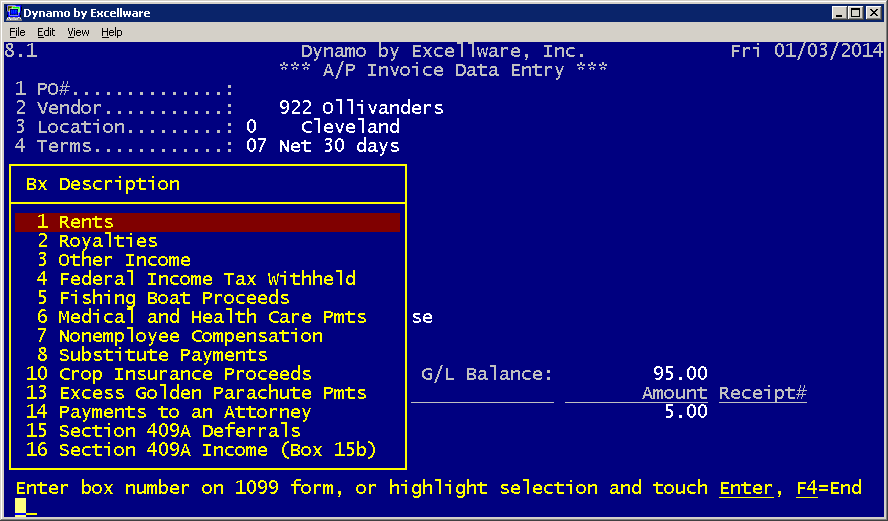 Dynamo by Excellware
File Edit View Help
8.1 Dynamo by Excellware, Inc. Fri 01/03/2014
*** A/P Invoice Data Entry ***
1 PO#..............:
2 Vendor...........: 922 Ollivanders
3 Location.........: 0 Cleveland
4 Terms............: 07 Net 30 days
Bx Description
1 Rents
2 Royalties
3 Other Income
4 Federal Income Tax Withheld
5 Fishing Boat Proceeds
6 Medical and Health Care Pmts se
7 Nonemployee Compensation
8 Substitute Payments
10 Crop Insurance Proceeds G/L Balance: 95.00
13 Excess Golden Parachute Pmts Amount Receipt#
14 Payments to an Attorney 5.00
15 Section 409A Deferrals
16 Section 409A Income (Box 15b)
Enter box number on 1099 form, or highlight selection and touch Enter, F4=End